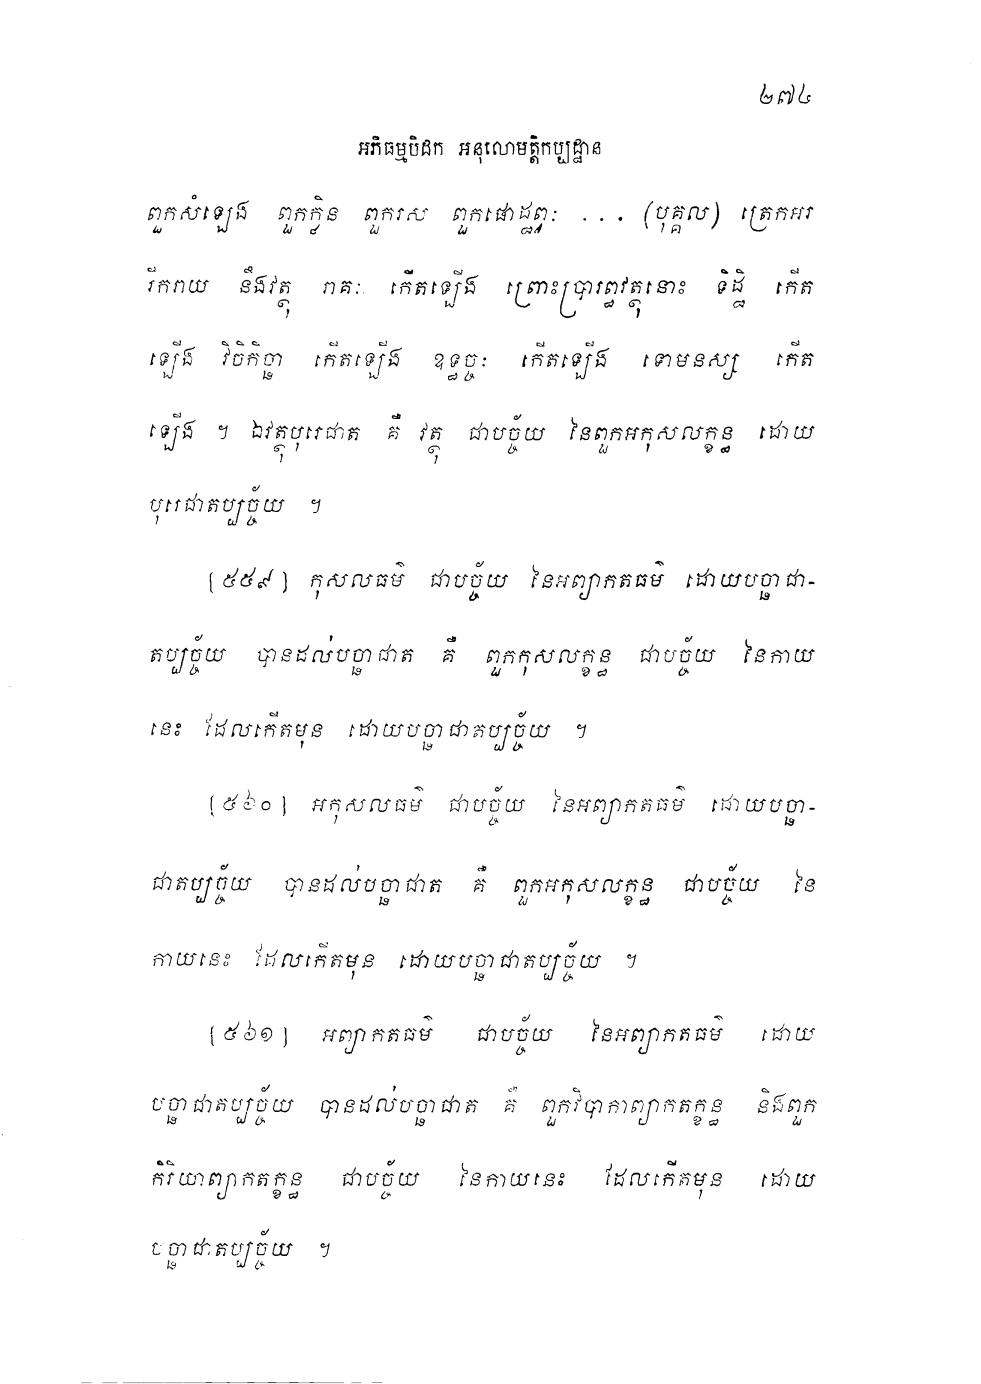 ២៧៤
អភិធម្មបិដក អនុលោមត្តិកប្បដ្ឋាន
ពួកសំឡេង ពួកក្លិន ពួករស ពួកផោដ្ឋព្វៈ ... (បុគ្គល) ត្រេកអរ
រីករាយ នឹងវត្ថុ រាគៈ កើតឡើង ព្រោះប្រារព្ធវត្ថុនោះ ទិដ្ឋិ កើត
ឡើង វិចិកិច្ឆា កើតឡើង ឧទ្ធច្ចៈ កើតឡើង ទោមនស្ស កើត
ឡើង ។ ឯវត្ថុបុរេជាត គឺ វត្ថុ ជាបច្ច័យ នៃពួកអកុសលក្ខន្ធ ដោយ
បុរេជាតប្បច្ច័យ ។
[៥៥៩] កុសលធម៌ ជាបច្ច័យ នៃអព្យាកតធម៌ ដោយបច្ឆាជា-
តប្បច្ច័យ បានដល់បច្ឆាជាត គឺ ពួកកុសលក្ខន្ធ ជាបច្ច័យ នៃកាយ
នេះ ដែលកើតមុន ដោយបច្ឆាជាតប្បច្ច័យ ។
[៥៦០] អកុសលធម៌ ជាបច្ច័យ នៃអព្យាកតធម៌ ដោយបច្ឆា-
ជាតប្បច្ច័យ បានដល់បច្ឆាជាត គឺ ពួកអកុសលក្ខន្ធ ជាបច្ច័យ នៃ
កាយនេះ ដែលកើតមុន ដោយបច្ឆាជាតប្បច្ច័យ ។
[៥៦១] អព្យាកតធម៌ ជាបច្ច័យ នៃអព្យាកតធម៌ ដោយ
បច្ឆាជាតប្បច្ច័យ បានដល់បច្ឆាជាត គឺ ពួកវិបាកាព្យាកតក្ខន្ធ និងពួក
កិរិយាព្យាកតក្ខន្ធ ជាបច្ច័យ នៃកាយនេះ ដែលកើតមុន ដោយ
បច្ឆាជាតប្បច្ច័យ ។